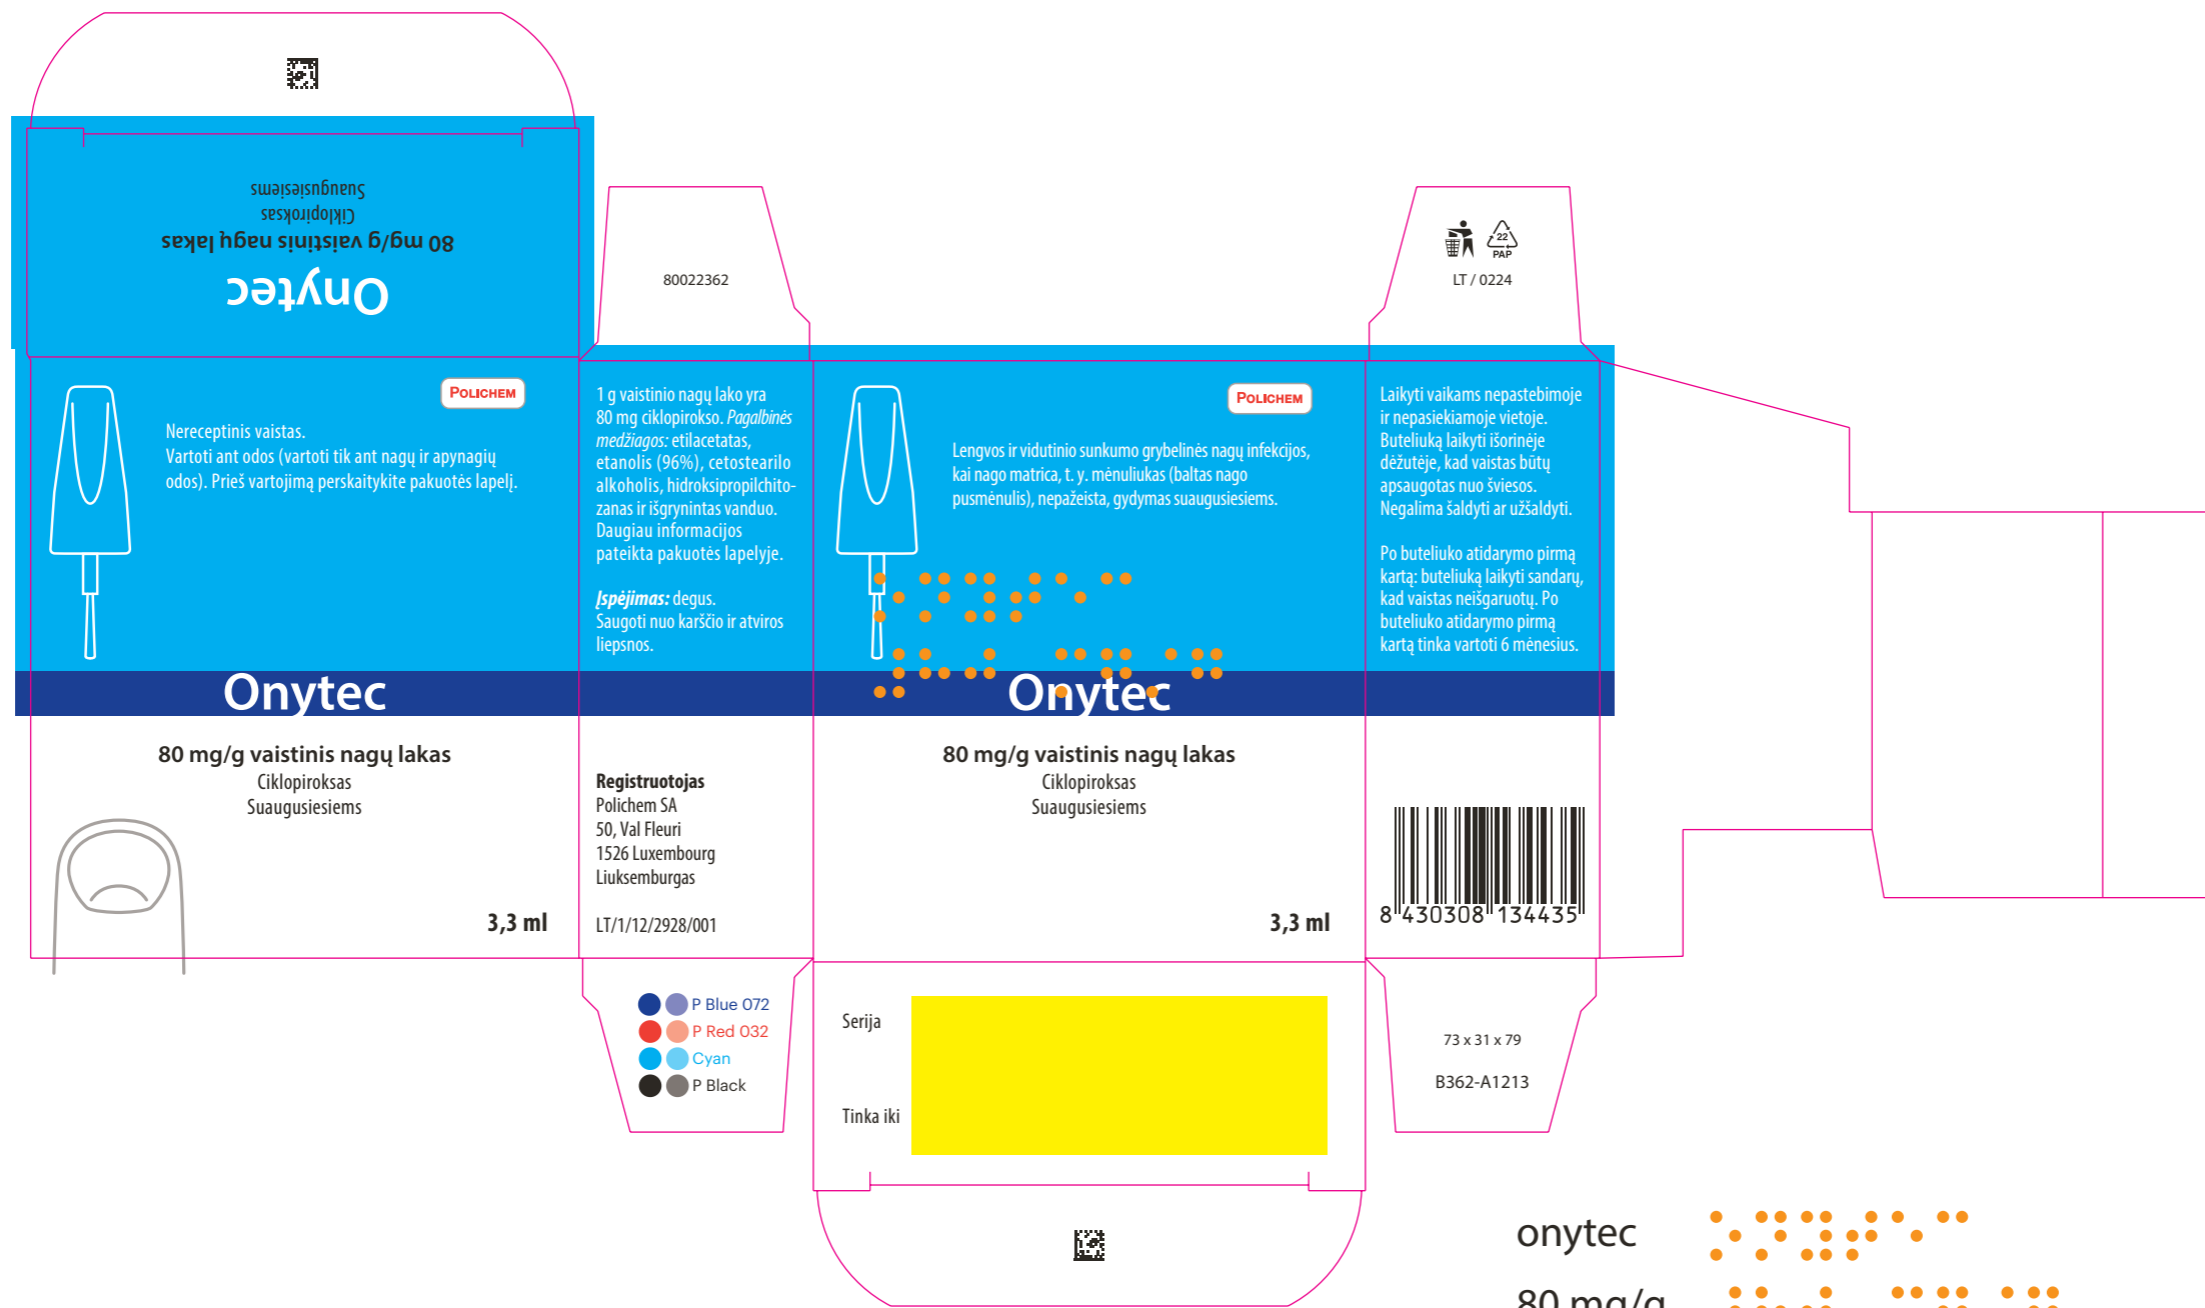 Suaugusiesiems
Ciklopiroksas
80 mg/g vaistinis nagų lakas
Onytec
80022362
22
PAP
LT / 0224
POLICHEM
Nereceptinis vaistas.
Vartoti ant odos (vartoti tik ant nagų ir apynagių
odos). Prieš vartojimą perskaitykite pakuotės lapelį.
Onytec
80 mg/g vaistinis nagų lakas
Ciklopiroksas
Suaugusiesiems
3,3 ml
1 g vaistinio nagų lako yra
80 mg ciklopirokso. Pagalbinės
medžiagos: etilacetatas,
etanolis (96%), cetostearilo
alkoholis, hidroksipropilchito-
zanas ir išgrynintas vanduo.
Daugiau informacijos
pateikta pakuotės lapelyje.
Įspėjimas: degus.
Saugoti nuo karščio ir atviros
liepsnos.
Registruotojas
Polichem SA
50, Val Fleuri
1526 Luxembourg
Liuksemburgas
LT/1/12/2928/001
POLICHEM
Lengvos ir vidutinio sunkumo grybelinės nagų infekcijos,
kai nago matrica, t. y. mėnuliukas (baltas nago
pusmėnulis), nepažeista, gydymas suaugusiesiems.
Onytec
80 mg/g vaistinis nagų lakas
Ciklopiroksas
Suaugusiesiems
3,3 ml
Laikyti vaikams nepastebimoje
ir nepasiekiamoje vietoje.
Buteliuką laikyti išorinėje
dėžutėje, kad vaistas būtų
apsaugotas nuo šviesos.
Negalima šaldyti ar užšaldyti.
Po buteliuko atidarymo pirmą
kartą: buteliuką laikyti sandarų,
kad vaistas neišgaruotų. Po
buteliuko atidarymo pirmą
kartą tinka vartoti 6 mėnesius.
8 430308 134435
P Blue 072
P Red 032
Cyan
P Black
Serija
Tinka iki
73 x 31 x 79
B362-A1213
onytec
80 mg/g